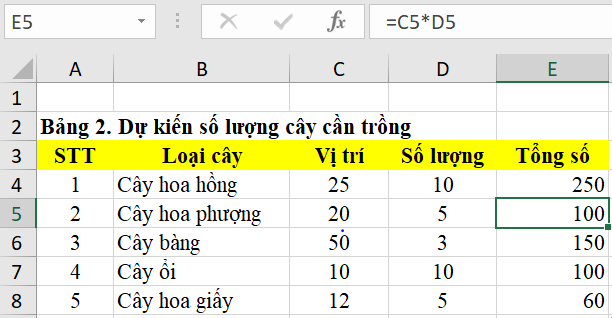 E5 fx =C5*D5
A B C D E
1
2 Bảng 2. Dự kiến số lượng cây cần trồng
3 STT Loại cây Vị trí Số lượng Tổng số
4 1 Cây hoa hồng 25 10 250
5 2 Cây hoa phượng 20 5 100
6 3 Cây bàng 50 3 150
7 4 Cây ổi 10 10 100
8 5 Cây hoa giấy 12 5 60